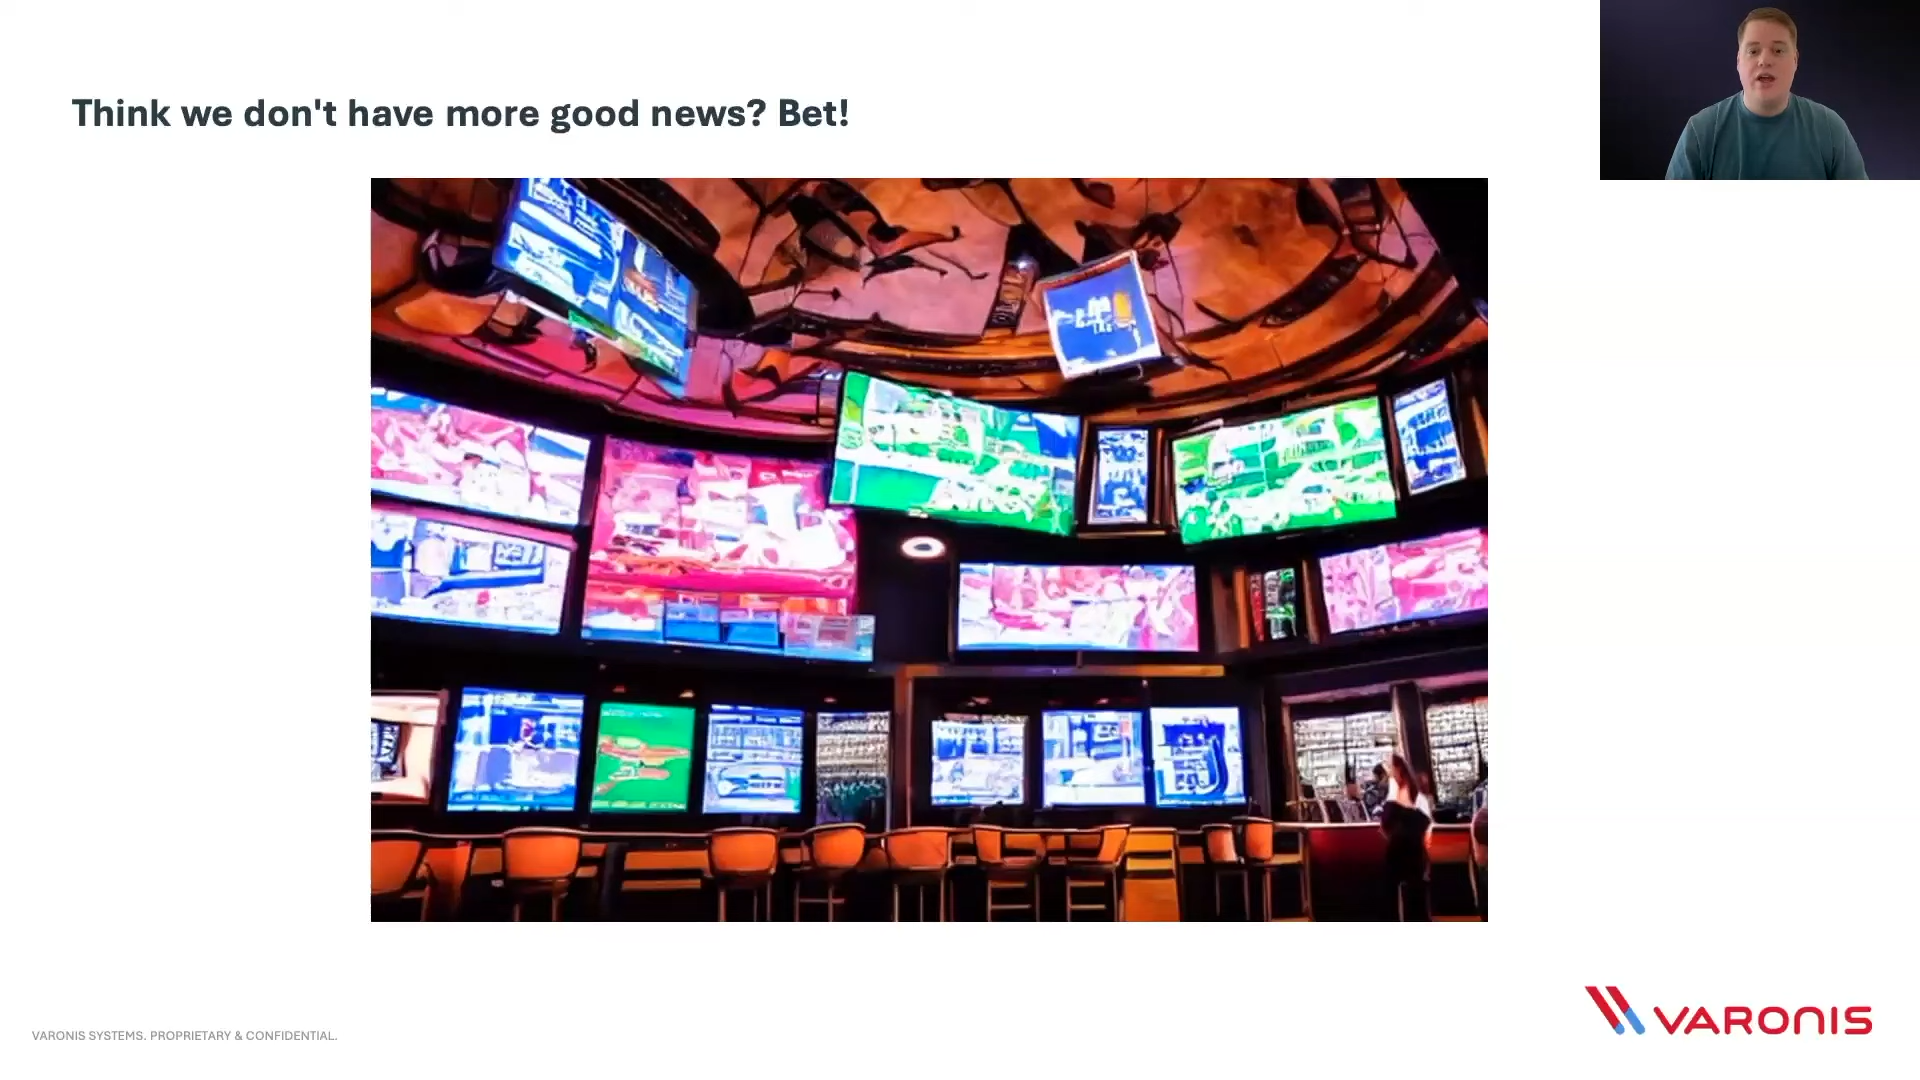 Think we don't have more good news? Bet!
VARONIS SYSTEMS. PROPRIETARY & CONFIDENTIAL.
VARONIS